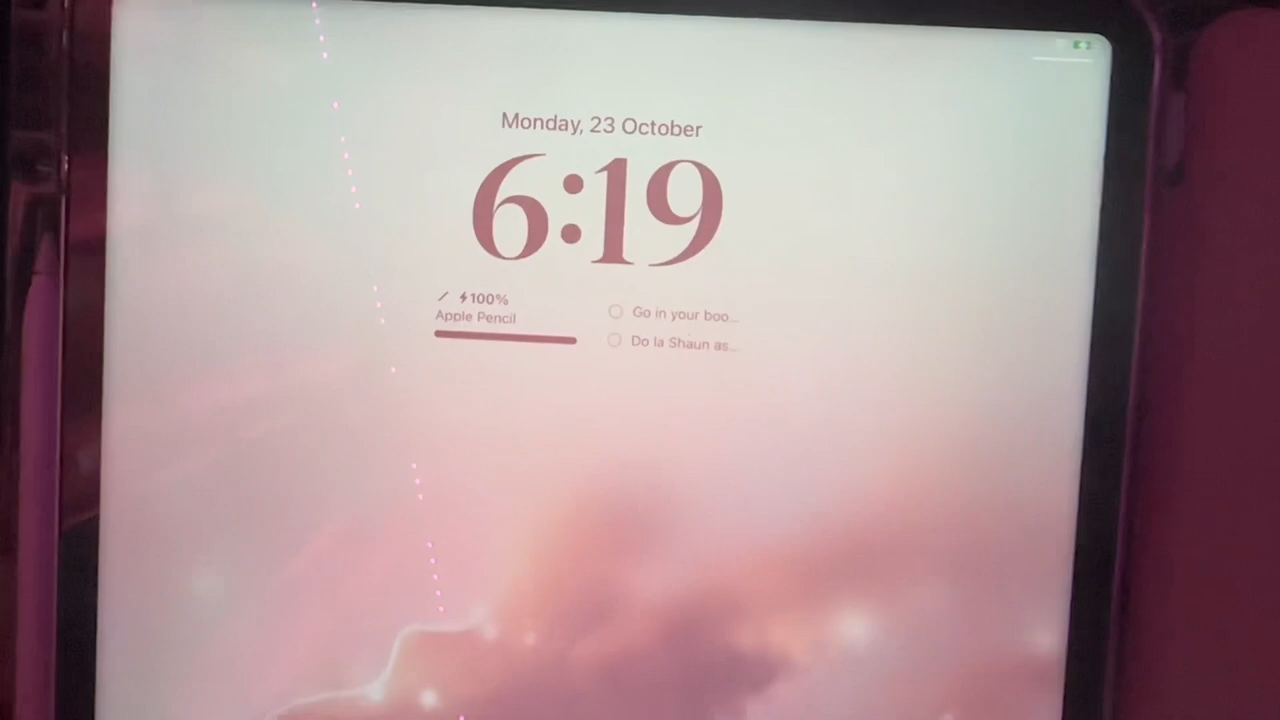 Monday, 23 October
6:19
100%
Apple Pencil
Go in your boo...
Do la Shaun as...